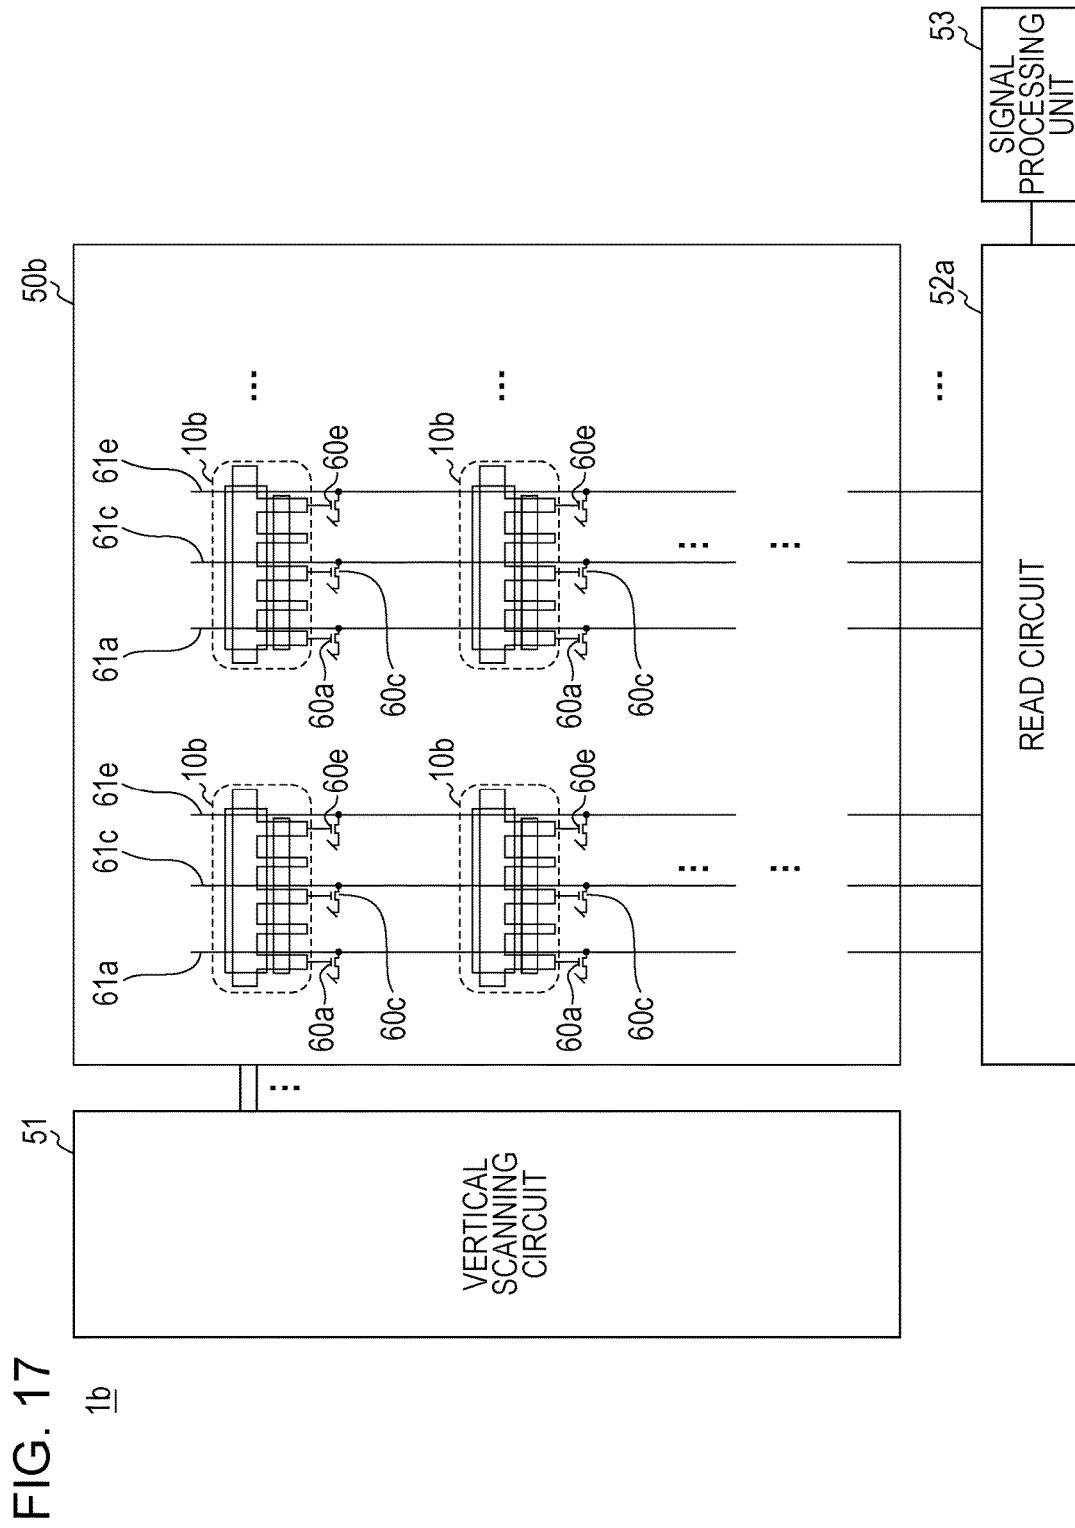 FIG. 17
1b
51
VERTICAL
SCANNING
CIRCUIT
...
50b
61a
61c
61e
61a
61c
61e
10b
10b
...
60a
60c
60e
60a
60c
60e
10b
10b
...
60a
60c
60e
60a
60c
60e
...
...
...
...
...
52a
READ CIRCUIT
53
SIGNAL
PROCESSING
UNIT